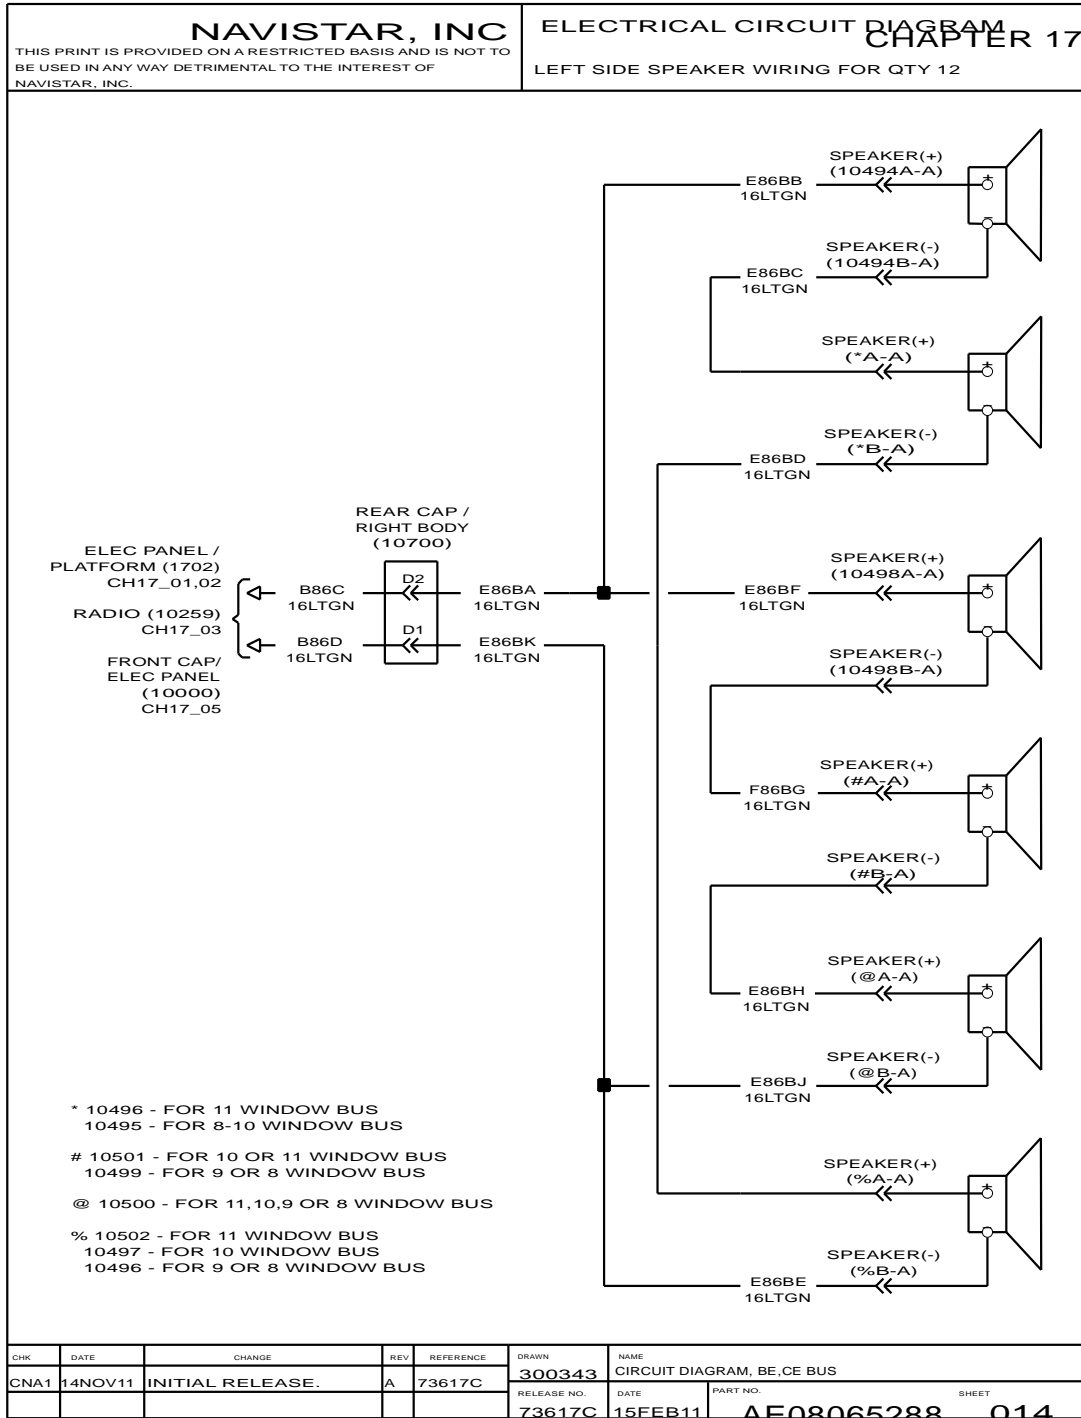 NAVISTAR, INC
THIS PRINT IS PROVIDED ON A RESTRICTED BASIS AND IS NOT TO
BE USED IN ANY WAY DETRIMENTAL TO THE INTEREST OF
NAVISTAR, INC.
ELECTRICAL CIRCUIT DIAGRAM
CHAPTER 17
LEFT SIDE SPEAKER WIRING FOR QTY 12
SPEAKER(+)
(10494A-A)
E86BB
16LTGN
+
−
SPEAKER(-)
(10494B-A)
E86BC
16LTGN
SPEAKER(+)
(*A-A)
+
−
SPEAKER(-)
(*B-A)
E86BD
16LTGN
REAR CAP /
RIGHT BODY
(10700)
ELEC PANEL /
PLATFORM (1702)
CH17_01,02
RADIO (10259)
CH17_03
FRONT CAP/
ELEC PANEL
(10000)
CH17_05
B86C
16LTGN
D2
E86BA
16LTGN
B86D
16LTGN
D1
E86BK
16LTGN
SPEAKER(+)
(10498A-A)
E86BF
16LTGN
+
−
SPEAKER(-)
(10498B-A)
SPEAKER(+)
(#A-A)
F86BG
16LTGN
+
−
SPEAKER(-)
(#B-A)
SPEAKER(+)
(@A-A)
E86BH
16LTGN
+
−
SPEAKER(-)
(@B-A)
E86BJ
16LTGN
SPEAKER(+)
(%A-A)
+
−
SPEAKER(-)
(%B-A)
E86BE
16LTGN
* 10496 - FOR 11 WINDOW BUS
10495 - FOR 8-10 WINDOW BUS
# 10501 - FOR 10 OR 11 WINDOW BUS
10499 - FOR 9 OR 8 WINDOW BUS
@ 10500 - FOR 11,10,9 OR 8 WINDOW BUS
% 10502 - FOR 11 WINDOW BUS
10497 - FOR 10 WINDOW BUS
10496 - FOR 9 OR 8 WINDOW BUS
CHK DATE CHANGE REV REFERENCE
CNA1 14NOV11 INITIAL RELEASE. A 73617C
DRAWN
300343
NAME
CIRCUIT DIAGRAM, BE,CE BUS
RELEASE NO.
73617C
DATE
15FEB11
PART NO.
AE08065288
SHEET
014